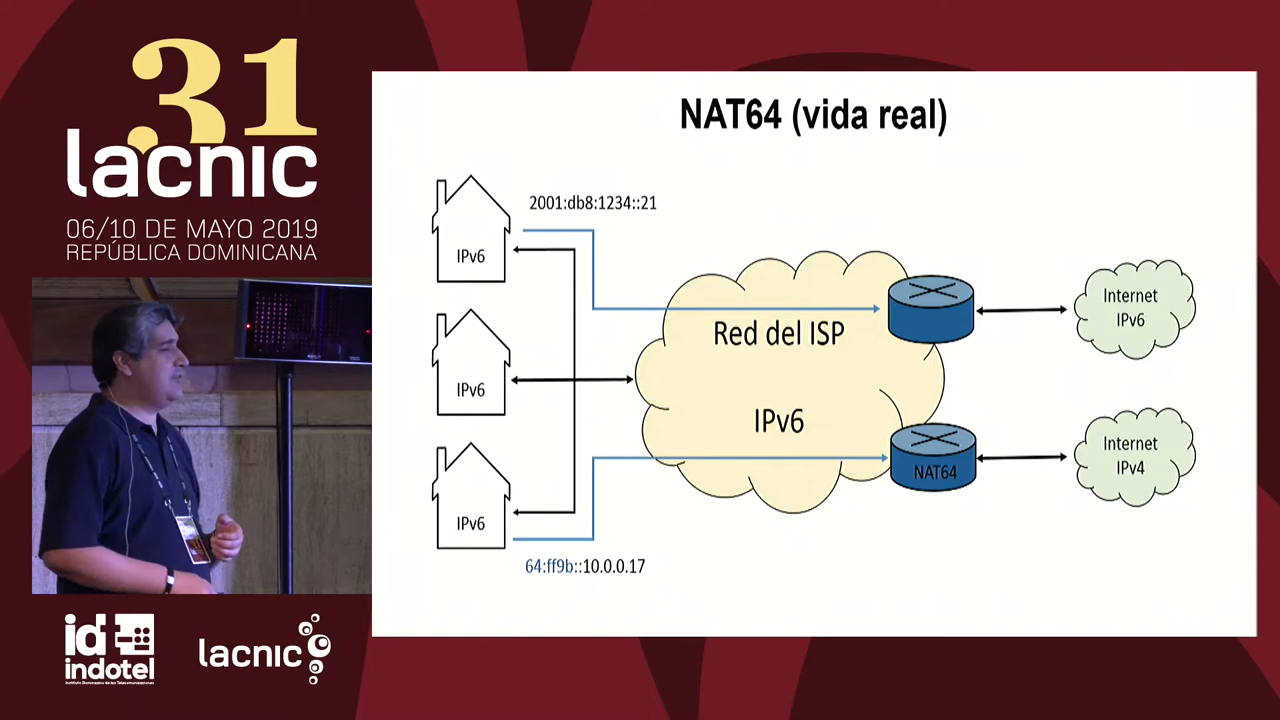 31
lacnic
06/10 DE MAYO 2019
REPÚBLICA DOMINICANA
NAT64 (vida real)
2001:db8:1234::21
IPv6
IPv6
IPv6
Red del ISP
IPv6
NAT64
Internet
IPv6
Internet
IPv4
64:ff9b::10.0.0.17
id
indotel
Instituto Dominicano de las Telecomunicaciones
lacnic